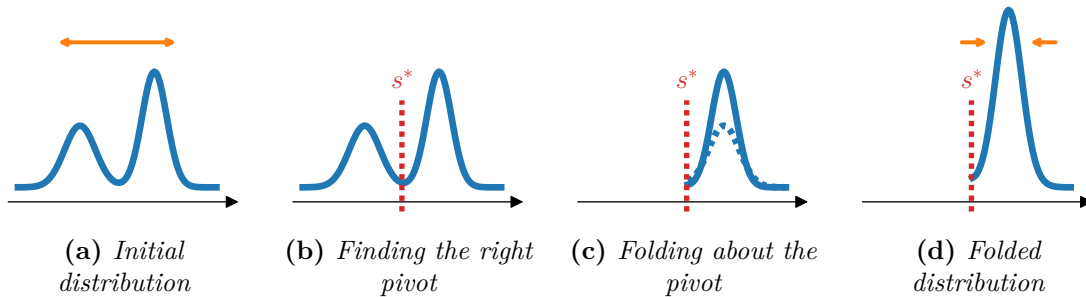 s*
s*
s*
(a) Initial
distribution
(b) Finding the right
pivot
(c) Folding about the
pivot
(d) Folded
distribution